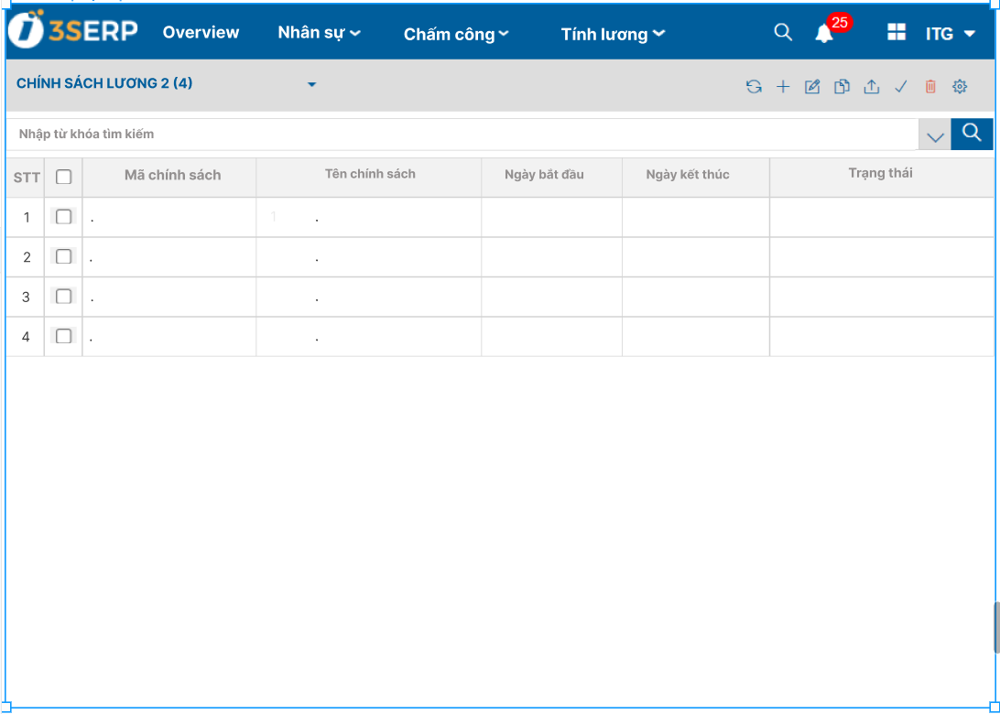 3SERP Overview Nhân sự Chấm công Tính lương 25 ITG
CHÍNH SÁCH LƯƠNG 2 (4)
Nhập từ khóa tìm kiếm
STT Mã chính sách Tên chính sách Ngày bắt đầu Ngày kết thúc Trạng thái
1 . 1 .
2 . .
3 . .
4 . .